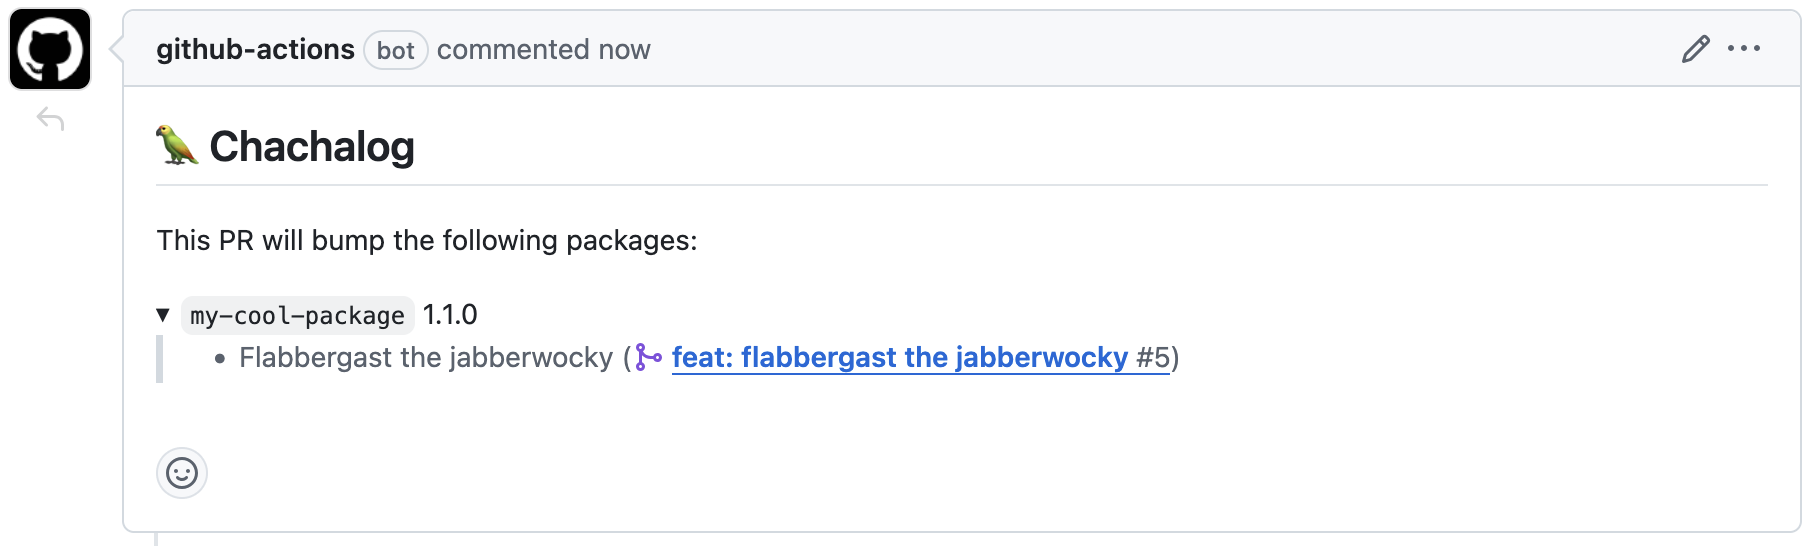 github-actions bot commented now
Chachalog
This PR will bump the following packages:
my-cool-package 1.1.0
Flabbergast the jabberwocky (feat: flabbergast the jabberwocky #5)